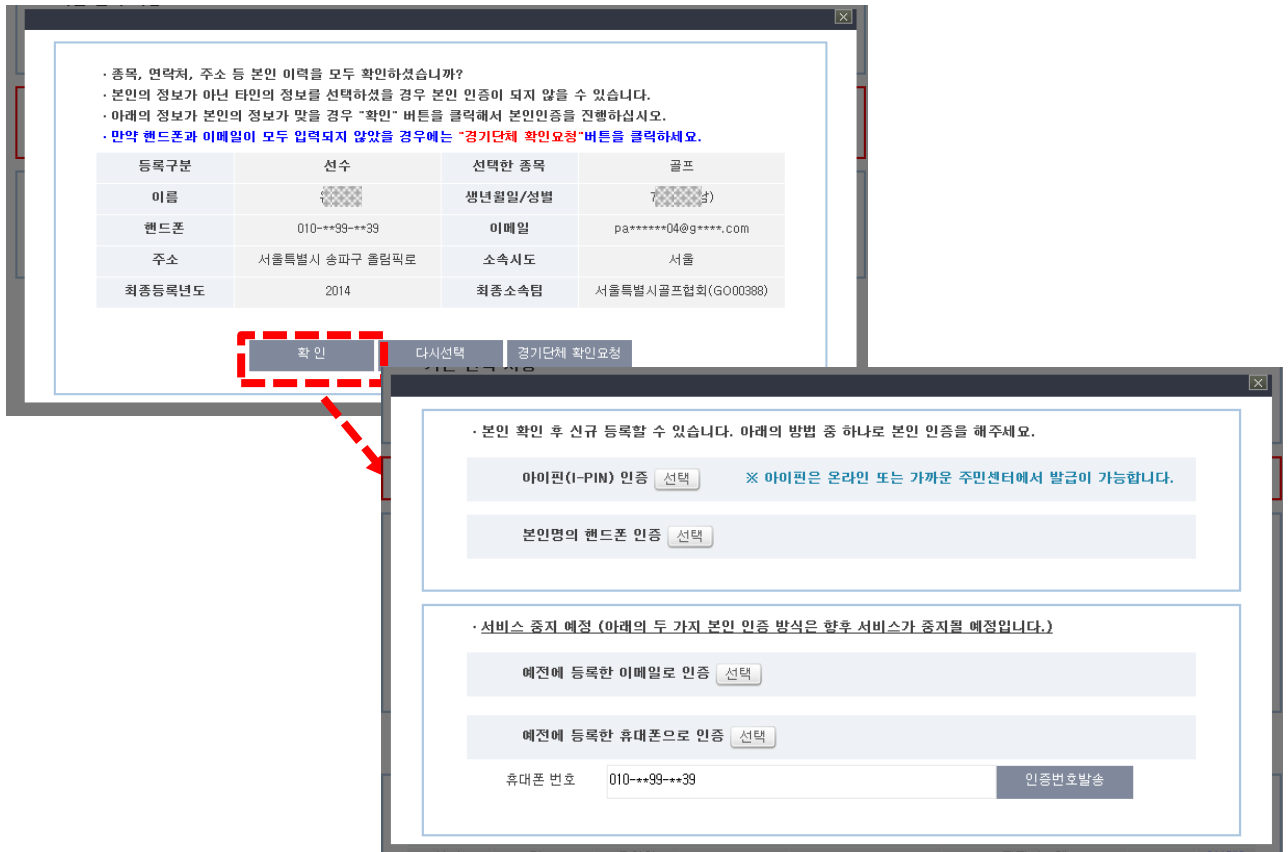 · 종목, 연락처, 주소 등 본인 이력을 모두 확인하셨습니까?
· 본인의 정보가 아닌 타인의 정보를 선택하셨을 경우 본인 인증이 되지 않을 수 있습니다.
· 아래의 정보가 본인의 정보가 맞을 경우 "확인" 버튼을 클릭해서 본인인증을 진행하십시오.
· 만약 핸드폰과 이메일이 모두 입력되지 않았을 경우에는 "경기단체 확인요청"버튼을 클릭하세요.
등록구분 선수 선택한 종목 골프
이름 생년월일/성별
핸드폰 010-**99-**39 이메일 pa******04@g****.com
주소 서울특별시 송파구 올림픽로 소속시도 서울
최종등록년도 2014 최종소속팀 서울특별시골프협회(GO00388)
확 인 다시선택 경기단체 확인요청
· 본인 확인 후 신규 등록할 수 있습니다. 아래의 방법 중 하나로 본인 인증을 해주세요.
아이핀(I-PIN) 인증 선택 ※ 아이핀은 온라인 또는 가까운 주민센터에서 발급이 가능합니다.
본인명의 핸드폰 인증 선택
· 서비스 중지 예정 (아래의 두 가지 본인 인증 방식은 향후 서비스가 중지될 예정입니다.)
예전에 등록한 이메일로 인증 선택
예전에 등록한 휴대폰으로 인증 선택
휴대폰 번호 010-**99-**39 인증번호발송